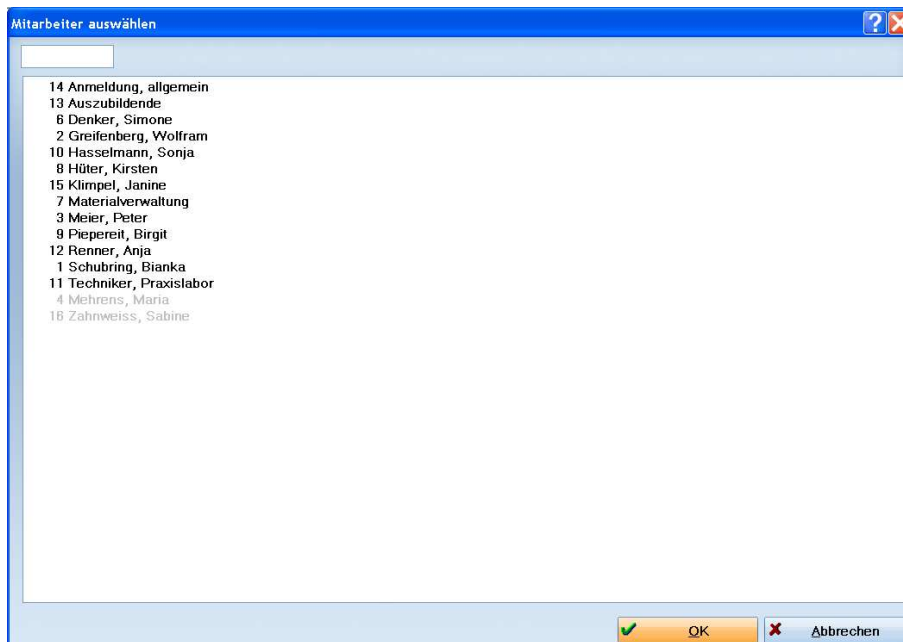 Mitarbeiter auswählen
14 Anmeldung, allgemein
13 Auszubildende
6 Denker, Simone
2 Greifenberg, Wolfram
10 Hasselmann, Sonja
8 Hüter, Kirsten
15 Klimpel, Janine
7 Materialverwaltung
3 Meier, Peter
9 Piepereit, Birgit
12 Renner, Anja
1 Schubring, Bianka
11 Techniker, Praxislabor
4 Mehrens, Maria
16 Zahnweiss, Sabine
OK Abbrechen